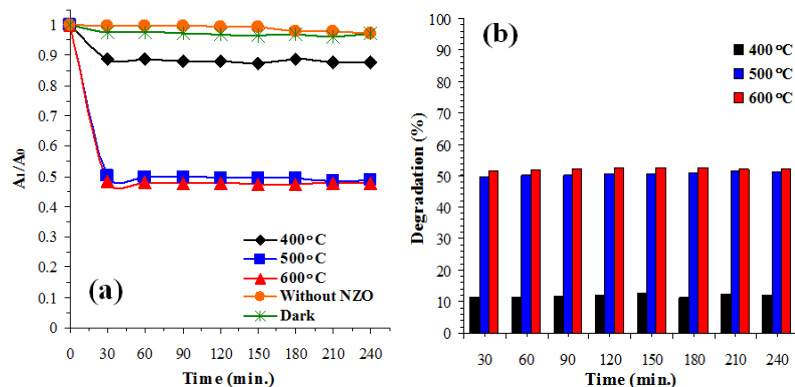 1
0.9
0.8
0.7
0.6
0.5
0.4
0.3
0.2
0.1
0
At/A0
0 30 60 90 120 150 180 210 240
Time (min.)
(a)
400°C
500°C
600°C
Without NZO
Dark
(b)
100
90
80
70
60
50
40
30
20
10
0
Degradation (%)
30 60 90 120 150 180 210 240
Time (min.)
400 °C
500 °C
600 °C